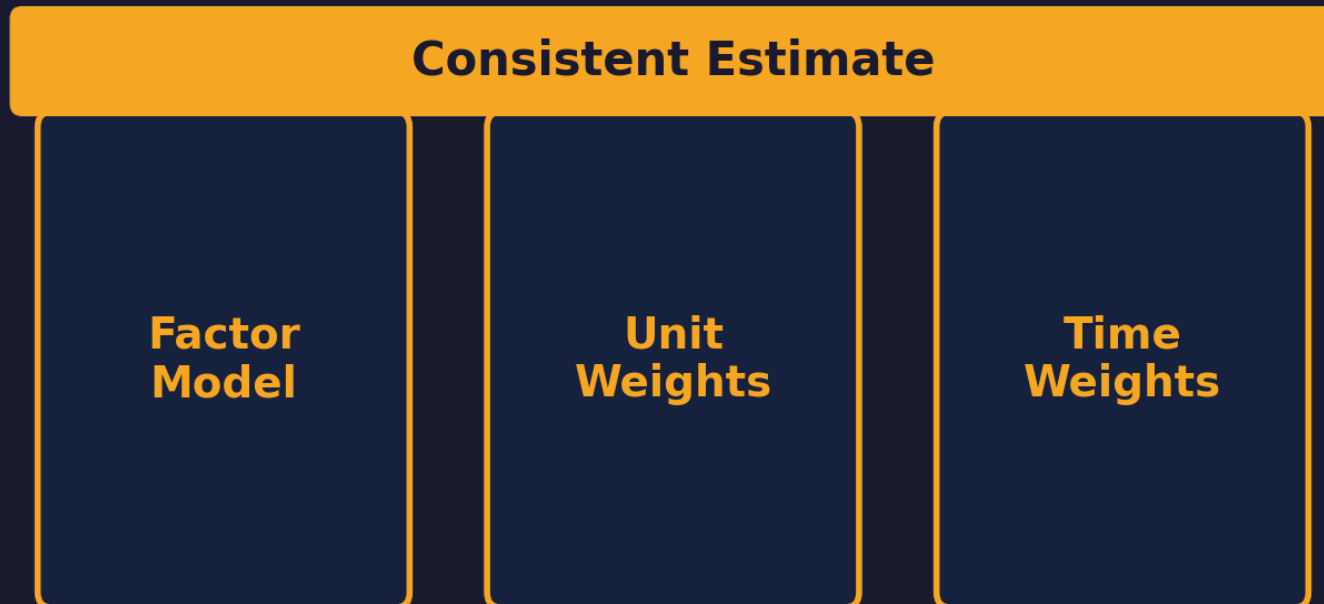 Consistent Estimate
Factor
Model
Unit
Weights
Time
Weights